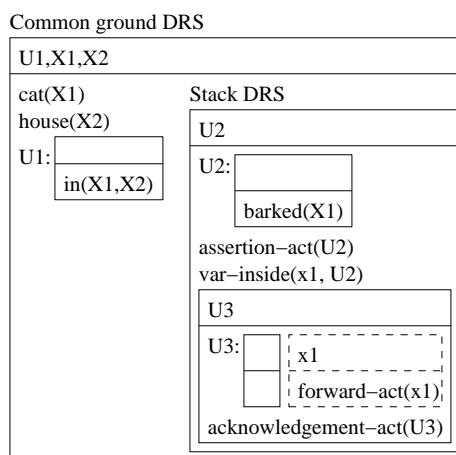 Common ground DRS
U1,X1,X2
cat(X1)
house(X2)
U1:
in(X1,X2)
Stack DRS
U2
U2:
barked(X1)
assertion−act(U2)
var−inside(x1, U2)
U3
U3:
x1
forward−act(x1)
acknowledgement−act(U3)